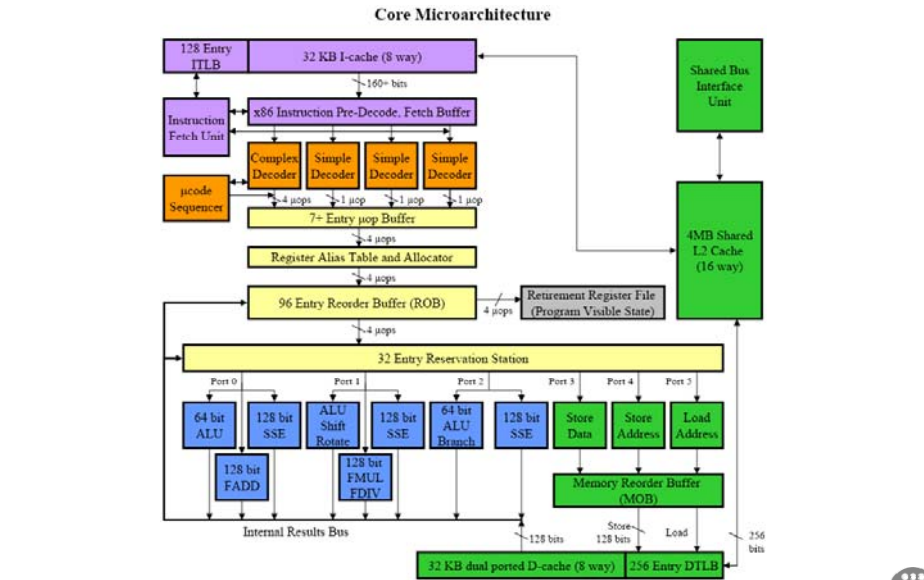 Core Microarchitecture
128 Entry
ITLB
32 KB I-cache (8 way)
160+ bits
Instruction
Fetch Unit
x86 Instruction Pre-Decode, Fetch Buffer
Complex
Decoder
Simple
Decoder
Simple
Decoder
Simple
Decoder
μcode
Sequencer
4 μops
1 μop
1 μop
1 μop
7+ Entry μop Buffer
4 μops
Register Alias Table and Allocator
4 μops
96 Entry Reorder Buffer (ROB)
4 μops
Retirement Register File
(Program Visible State)
4 μops
Shared Bus
Interface
Unit
4MB Shared
L2 Cache
(16 way)
32 Entry Reservation Station
Port 0
Port 1
Port 2
Port 3
Port 4
Port 5
64 bit
ALU
128 bit
SSE
ALU
Shift
Rotate
128 bit
SSE
64 bit
ALU
Branch
128 bit
SSE
Store
Data
Store
Address
Load
Address
128 bit
FADD
128 bit
FMUL
FDIV
Memory Reorder Buffer
(MOB)
Internal Results Bus
128 bits
Store
128 bits
Load
256
bits
32 KB dual ported D-cache (8 way)
256 Entry DTLB